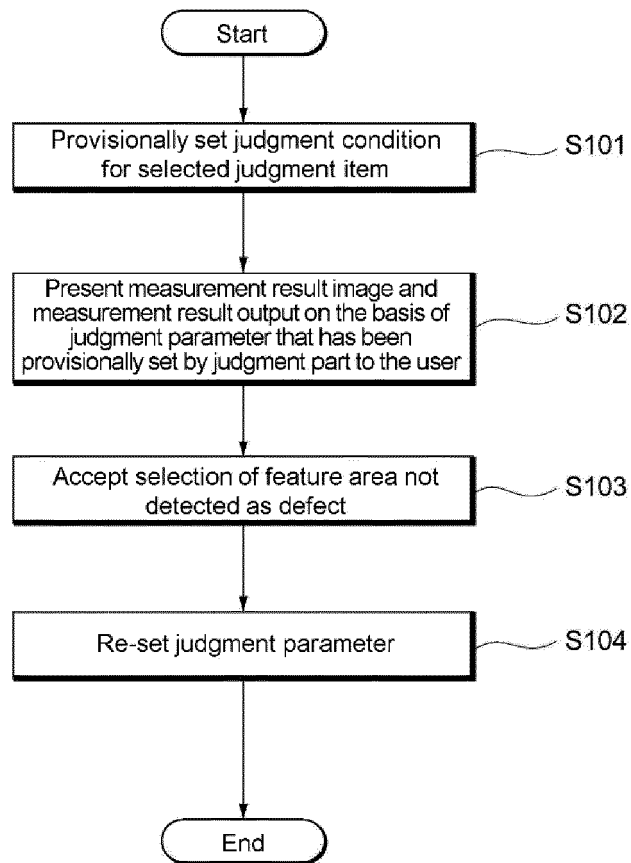 Start
Provisionally set judgment condition
for selected judgment item
S101
Present measurement result image and
measurement result output on the basis of
judgment parameter that has been
provisionally set by judgment part to the user
S102
Accept selection of feature area not
detected as defect
S103
Re-set judgment parameter
S104
End